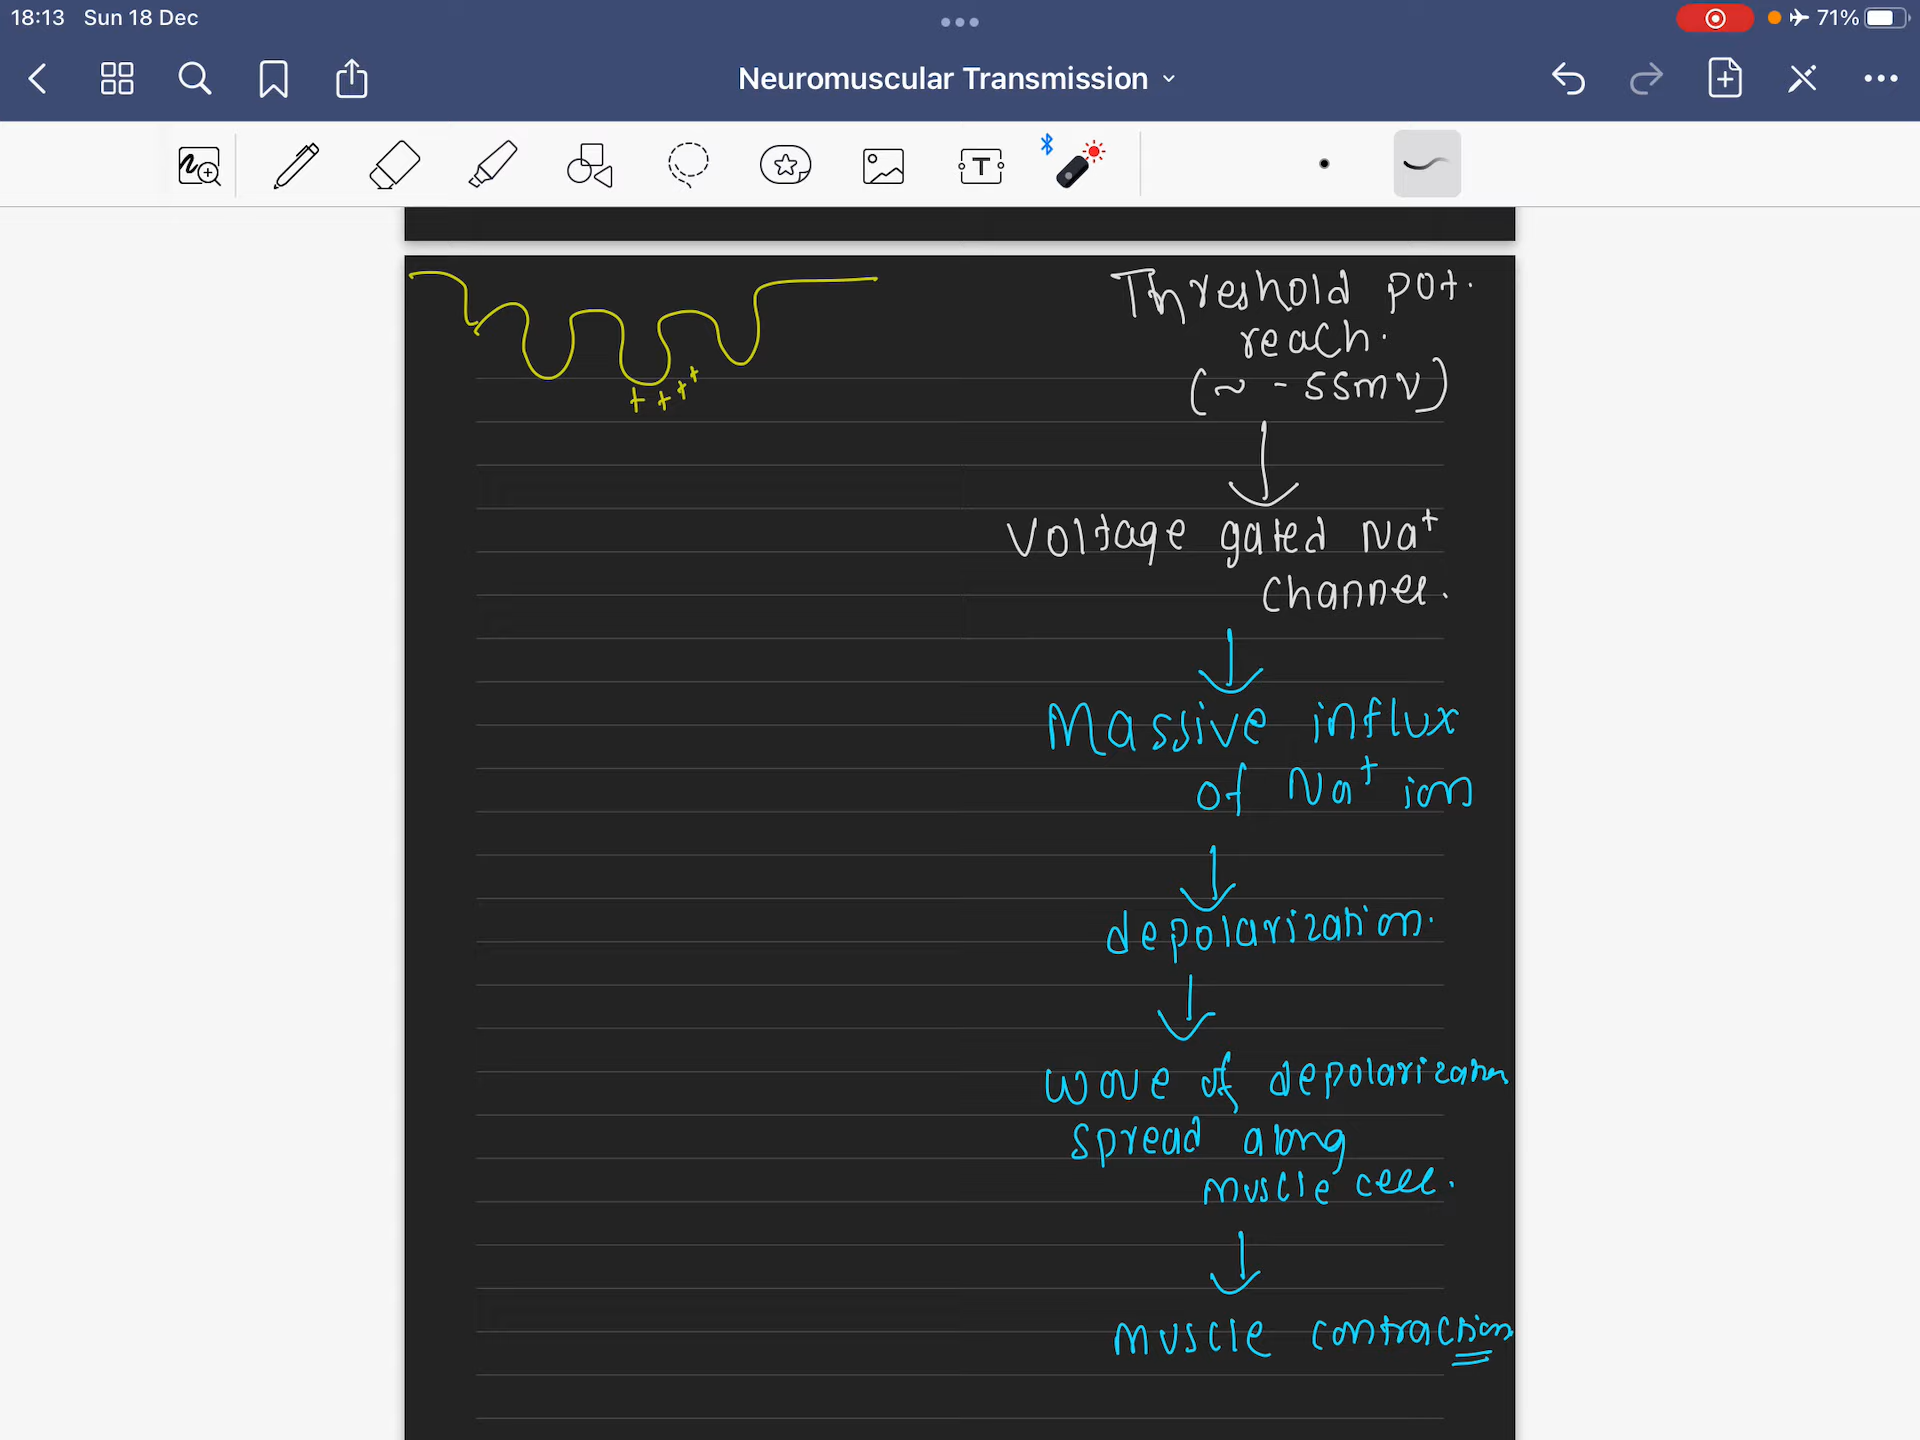 18:13 Sun 18 Dec
71%
Neuromuscular Transmission
T
Threshold pot.
reach.
(~ -55mV)
Voltage gated Na+
channel.
Massive influx
of Na+ ion
depolarization.
wave of depolarization
spread along
muscle cell.
muscle contraction
++++